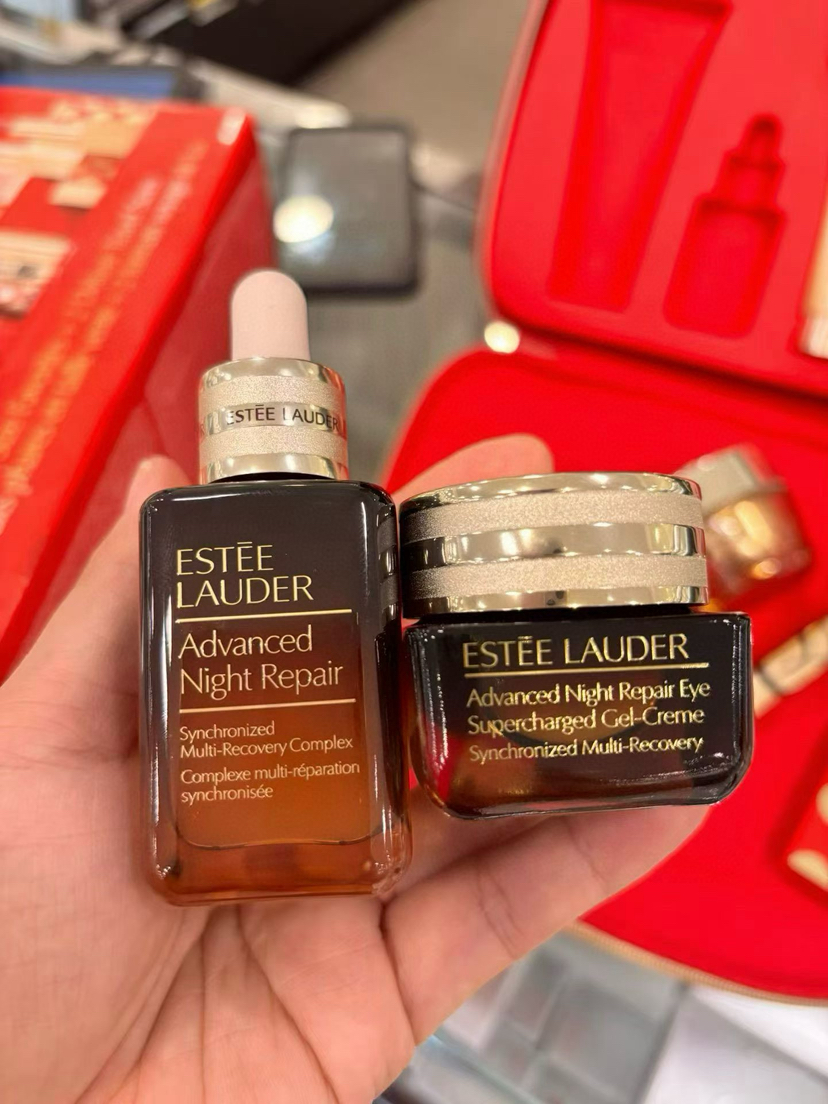 ESTĒE LAUDER
ESTĒE
LAUDER
Advanced
Night Repair
Synchronized
Multi-Recovery Complex
Complexe multi-réparation
synchronisée
ESTĒE LAUDER
Advanced Night Repair Eye
Supercharged Gel-Creme
Synchronized Multi-Recovery